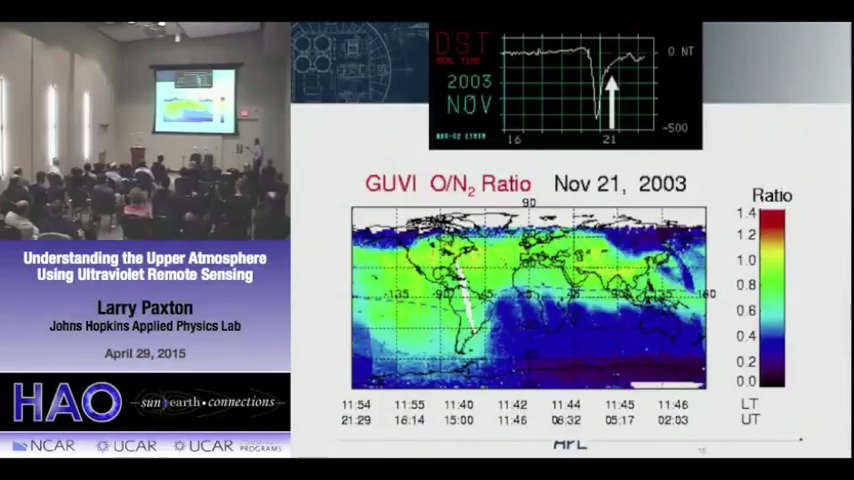 DST
REAL TIME
2003
NOV
0 NT
-500
16
21
GUVI O/N2 Ratio Nov 21, 2003
Ratio
90
1.4
1.2
1.0
0.8
0.6
0.4
0.2
0.0
-135
-90
45
11:54 11:55 11:40 11:42 11:44 11:45 11:46 LT
21:29 18:14 15:00 11:46 08:32 05:17 02:03 UT
APL
Understanding the Upper Atmosphere
Using Ultraviolet Remote Sensing
Larry Paxton
Johns Hopkins Applied Physics Lab
April 29, 2015
HAO
sun earth • connections
NCAR UCAR UCAR
PROGRAMS